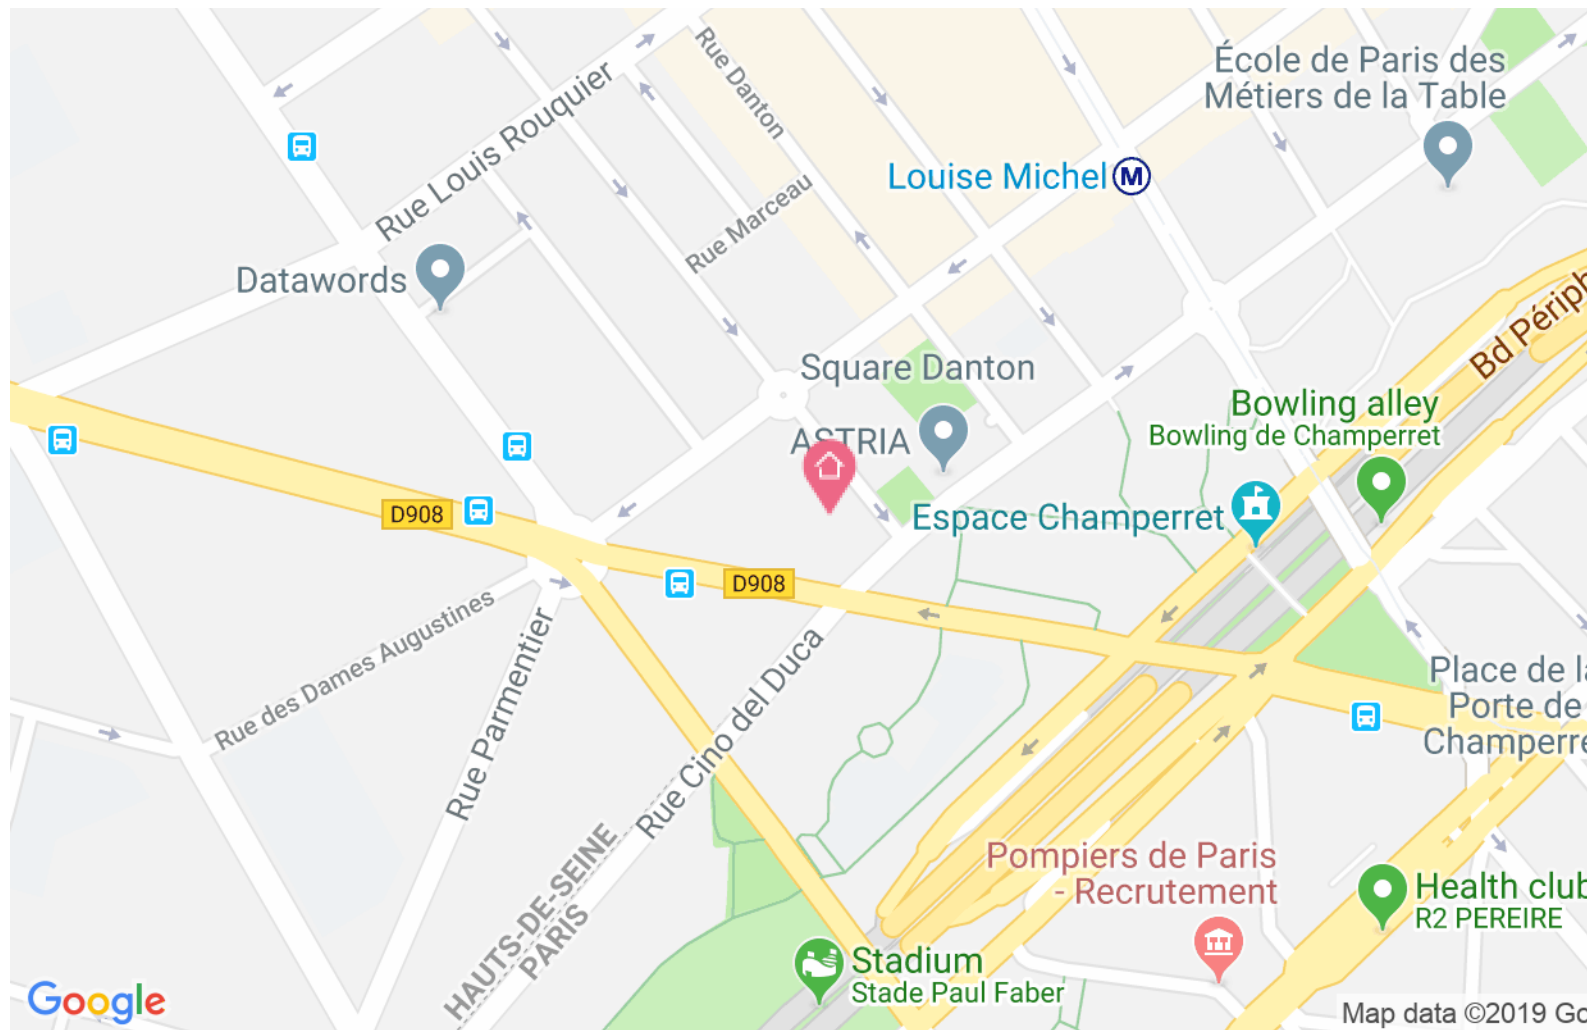 École de Paris des
Métiers de la Table
Rue Danton
Rue Louis Rouquier
Louise Michel
M
Rue Marceau
Datawords
Bd Périph
Square Danton
Bowling alley
Bowling de Champerret
ASTRIA
D908
Espace Champerret
D908
Rue des Dames Augustines
Rue Parmentier
Rue Cino del Duca
Place de la
Porte de
Champerre
HAUTS-DE-SEINE
PARIS
Pompiers de Paris
- Recrutement
Health club
R2 PEREIRE
Stadium
Stade Paul Faber
Google
Map data ©2019 Go